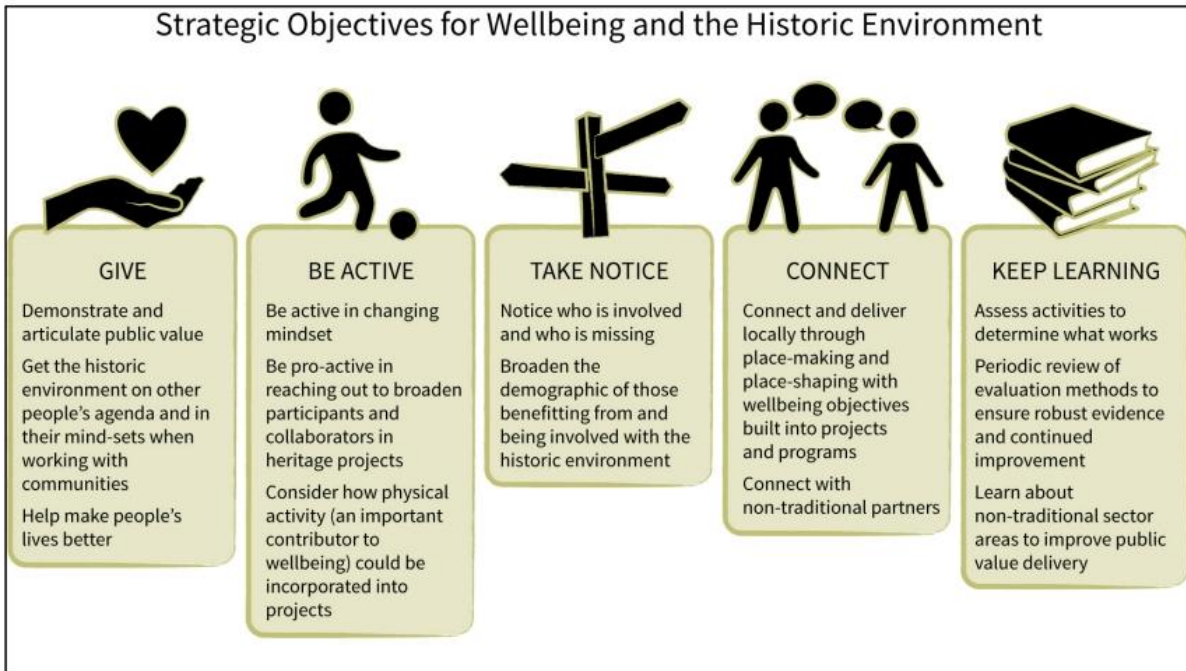 Strategic Objectives for Wellbeing and the Historic Environment
GIVE
Demonstrate and
articulate public value
Get the historic
environment on other
people's agenda and in
their mind-sets when
working with
communities
Help make people's
lives better
BE ACTIVE
Be active in changing
mindset
Be pro-active in
reaching out to broaden
participants and
collaborators in
heritage projects
Consider how physical
activity (an important
contributor to
wellbeing) could be
incorporated into
projects
TAKE NOTICE
Notice who is involved
and who is missing
Broaden the
demographic of those
benefitting from and
being involved with the
historic environment
CONNECT
Connect and deliver
locally through
place-making and
place-shaping with
wellbeing objectives
built into projects
and programs
Connect with
non-traditional partners
KEEP LEARNING
Assess activities to
determine what works
Periodic review of
evaluation methods to
ensure robust evidence
and continued
improvement
Learn about
non-traditional sector
areas to improve public
value delivery